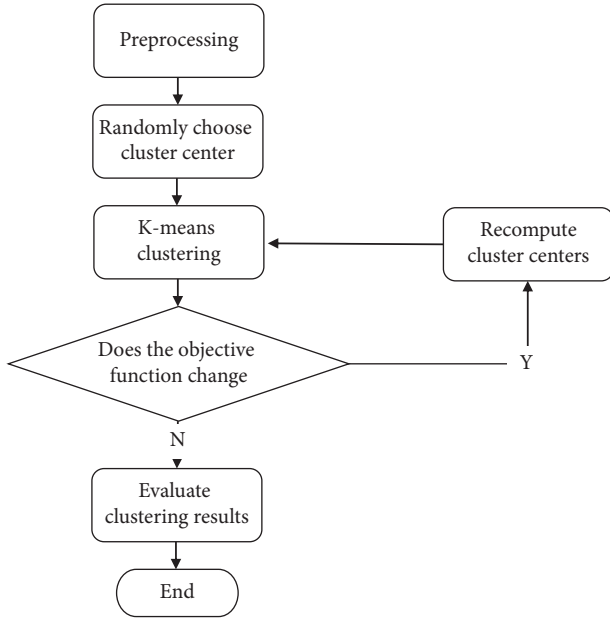 Preprocessing
Randomly choose
cluster center
K-means
clustering
Recompute
cluster centers
Does the objective
function change
Y
N
Evaluate
clustering results
End